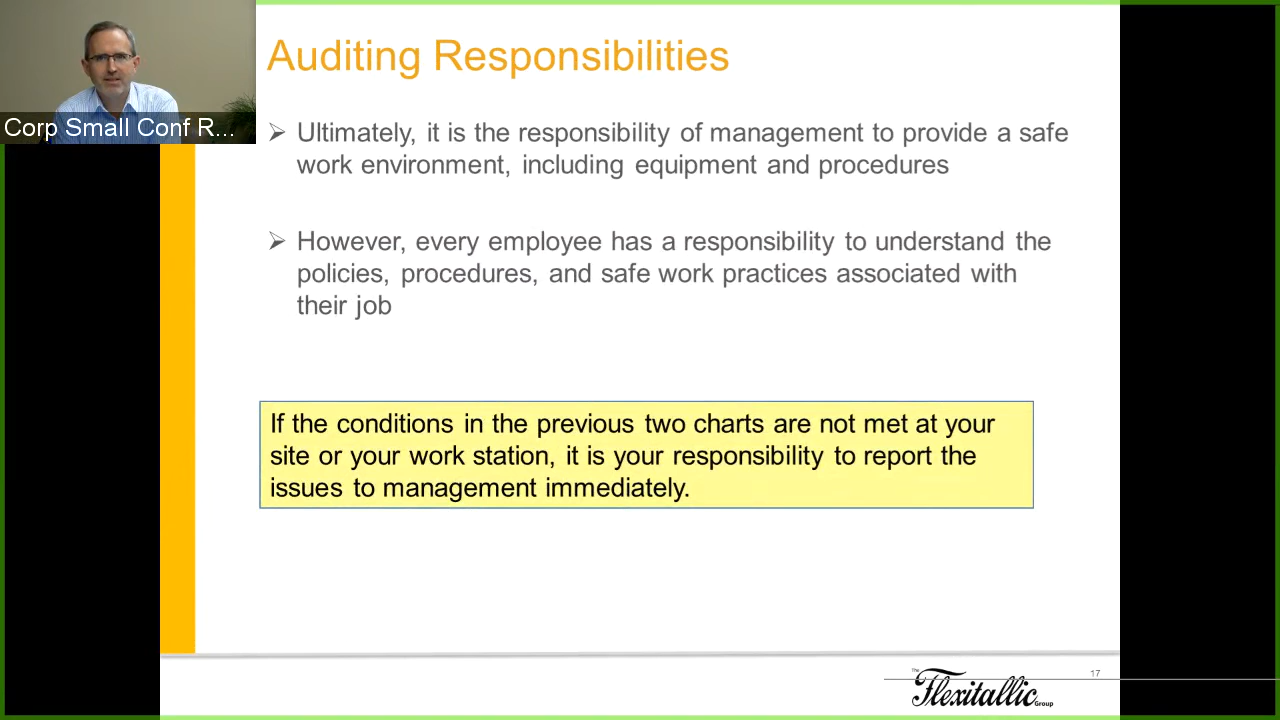 Auditing Responsibilities
Corp Small Conf R...
➢ Ultimately, it is the responsibility of management to provide a safe
work environment, including equipment and procedures
➢ However, every employee has a responsibility to understand the
policies, procedures, and safe work practices associated with
their job
If the conditions in the previous two charts are not met at your
site or your work station, it is your responsibility to report the
issues to management immediately.
17
The Flexitallic Group